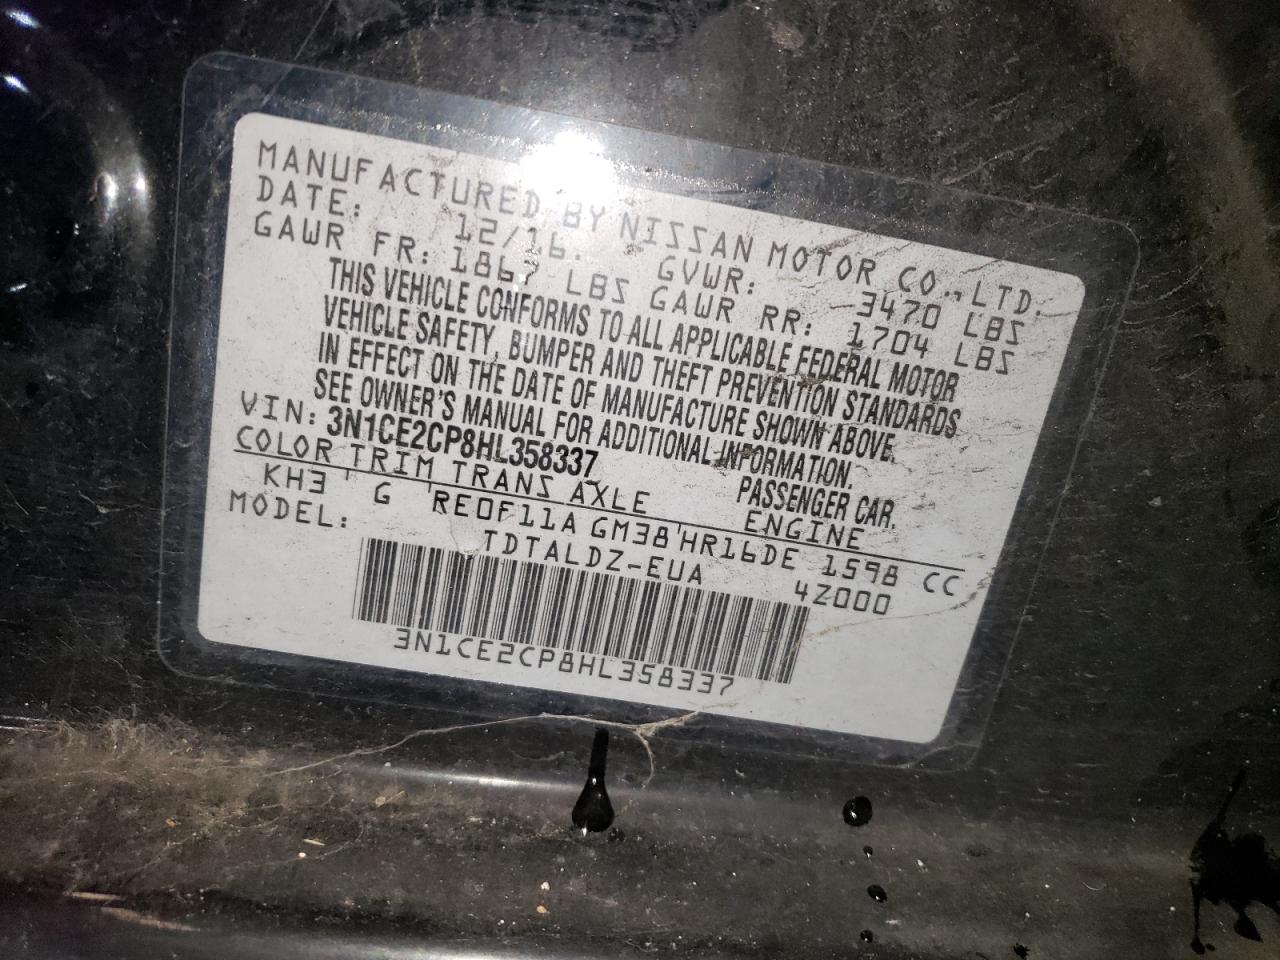 MANUFACTURED BY NISSAN MOTOR CO., LTD.
DATE: 12/16. GVWR: 3470 LBS
GAWR FR: 1867 LBS GAWR RR: 1704 LBS
THIS VEHICLE CONFORMS TO ALL APPLICABLE FEDERAL MOTOR
VEHICLE SAFETY, BUMPER AND THEFT PREVENTION STANDARDS
IN EFFECT ON THE DATE OF MANUFACTURE SHOWN ABOVE.
SEE OWNER'S MANUAL FOR ADDITIONAL INFORMATION.
VIN: 3N1CE2CP8HL358337 PASSENGER CAR.
COLOR TRIM TRANS AXLE ENGINE
KH3 G RE0F11A GM38 HR16DE 1598 CC
MODEL: TDTALDZ-EUA 4Z000
3N1CE2CP8HL358337